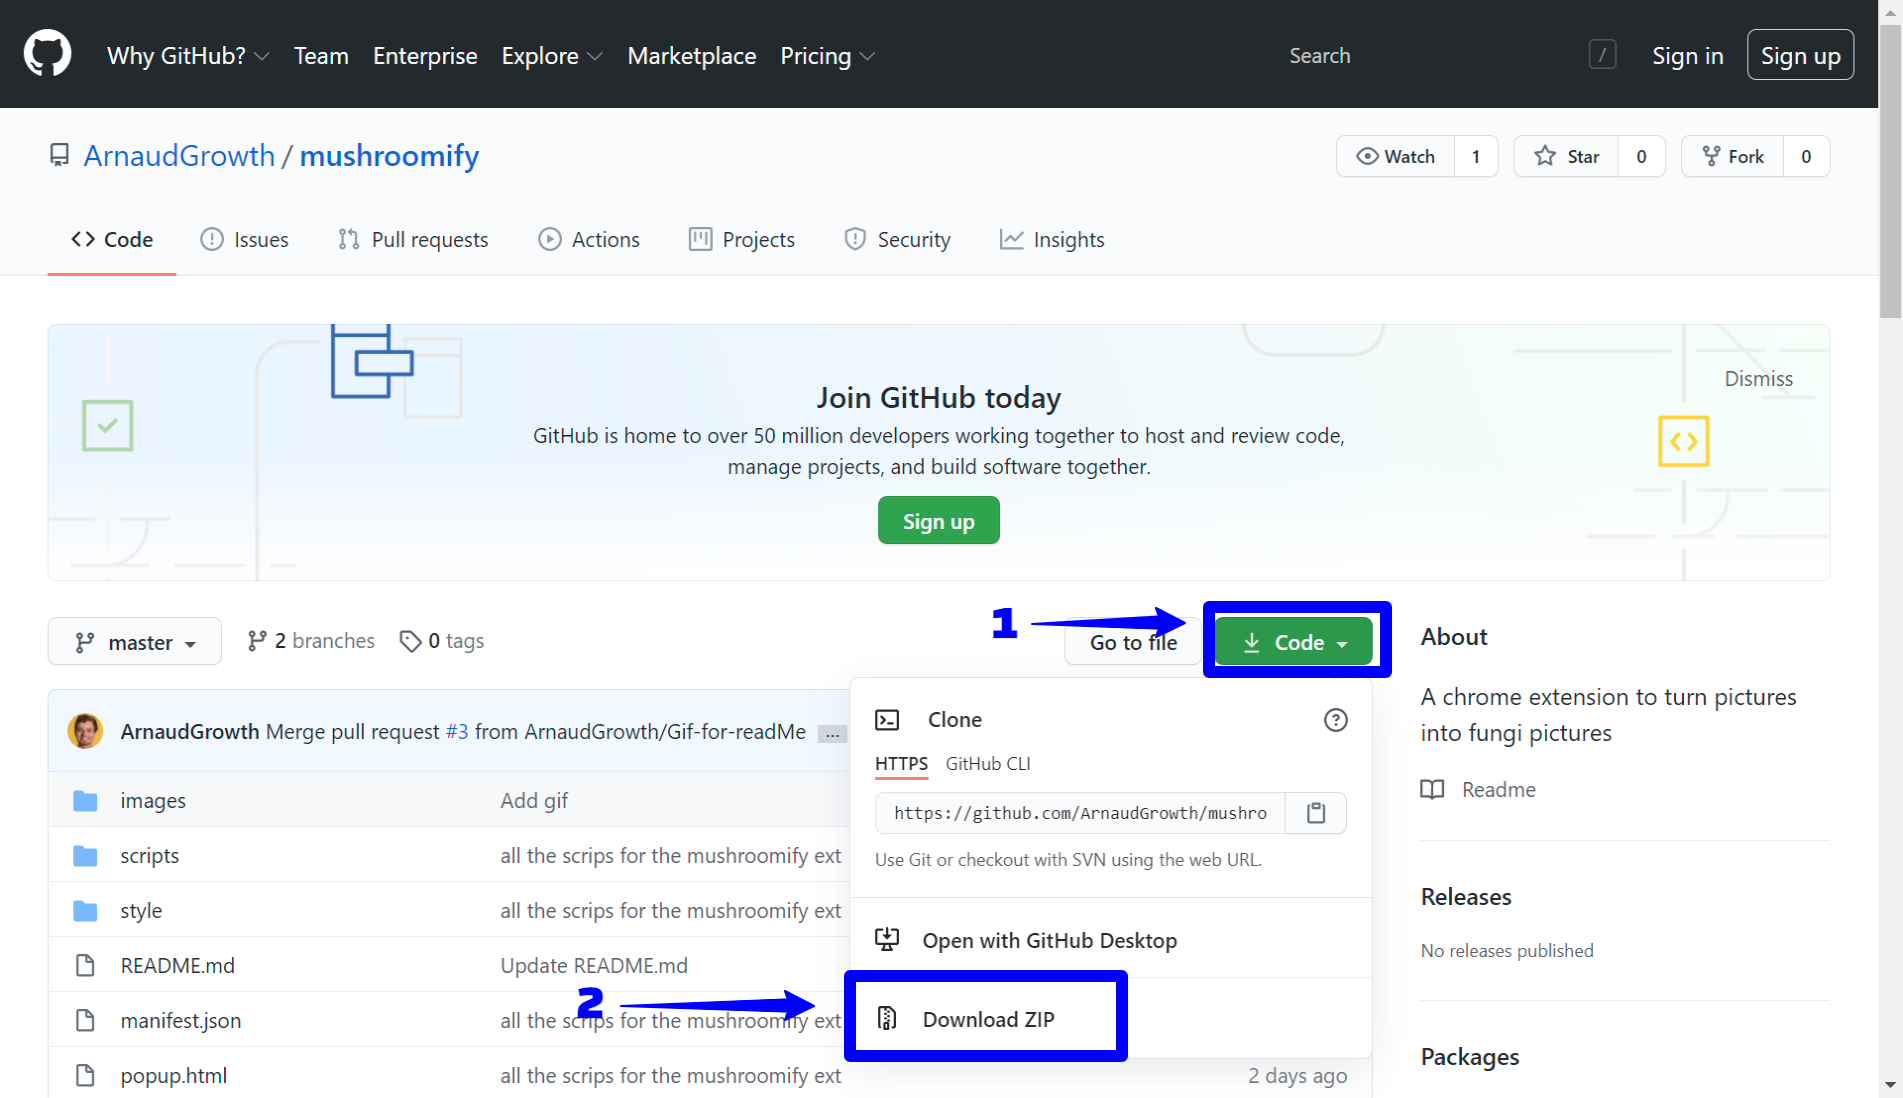 Why GitHub? Team Enterprise Explore Marketplace Pricing Search / Sign in Sign up
ArnaudGrowth / mushroomify Watch 1 Star 0 Fork 0
Code Issues Pull requests Actions Projects Security Insights
Dismiss
Join GitHub today
GitHub is home to over 50 million developers working together to host and review code,
manage projects, and build software together.
Sign up
master 2 branches 0 tags 1 Go to file Code
ArnaudGrowth Merge pull request #3 from ArnaudGrowth/Gif-for-readMe ...
images Add gif
scripts all the scrips for the mushroomify ext
style all the scrips for the mushroomify ext
README.md Update README.md
manifest.json all the scrips for the mushroomify ext
popup.html all the scrips for the mushroomify ext 2 days ago
Clone
HTTPS GitHub CLI
https://github.com/ArnaudGrowth/mushro
Use Git or checkout with SVN using the web URL.
Open with GitHub Desktop
2 Download ZIP
About
A chrome extension to turn pictures
into fungi pictures
Readme
Releases
No releases published
Packages